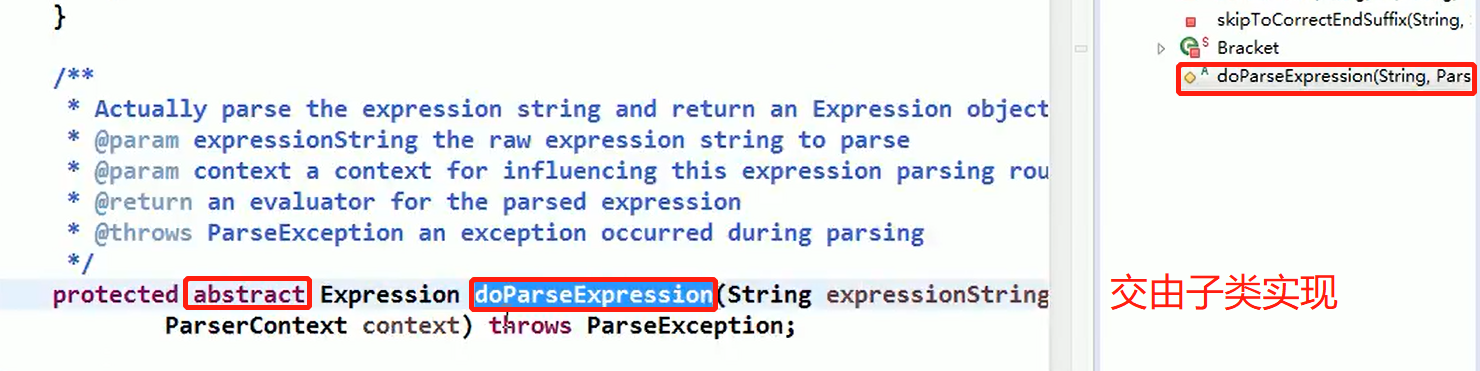 }
/**
* Actually parse the expression string and return an Expression object
* @param expressionString the raw expression string to parse
* @param context a context for influencing this expression parsing rou
* @return an evaluator for the parsed expression
* @throws ParseException an exception occurred during parsing
*/
protected abstract Expression doParseExpression(String expressionString
ParserContext context) throws ParseException;
skipToCorrectEndSuffix(String,
S Bracket
A doParseExpression(String, Pars
交由子类实现